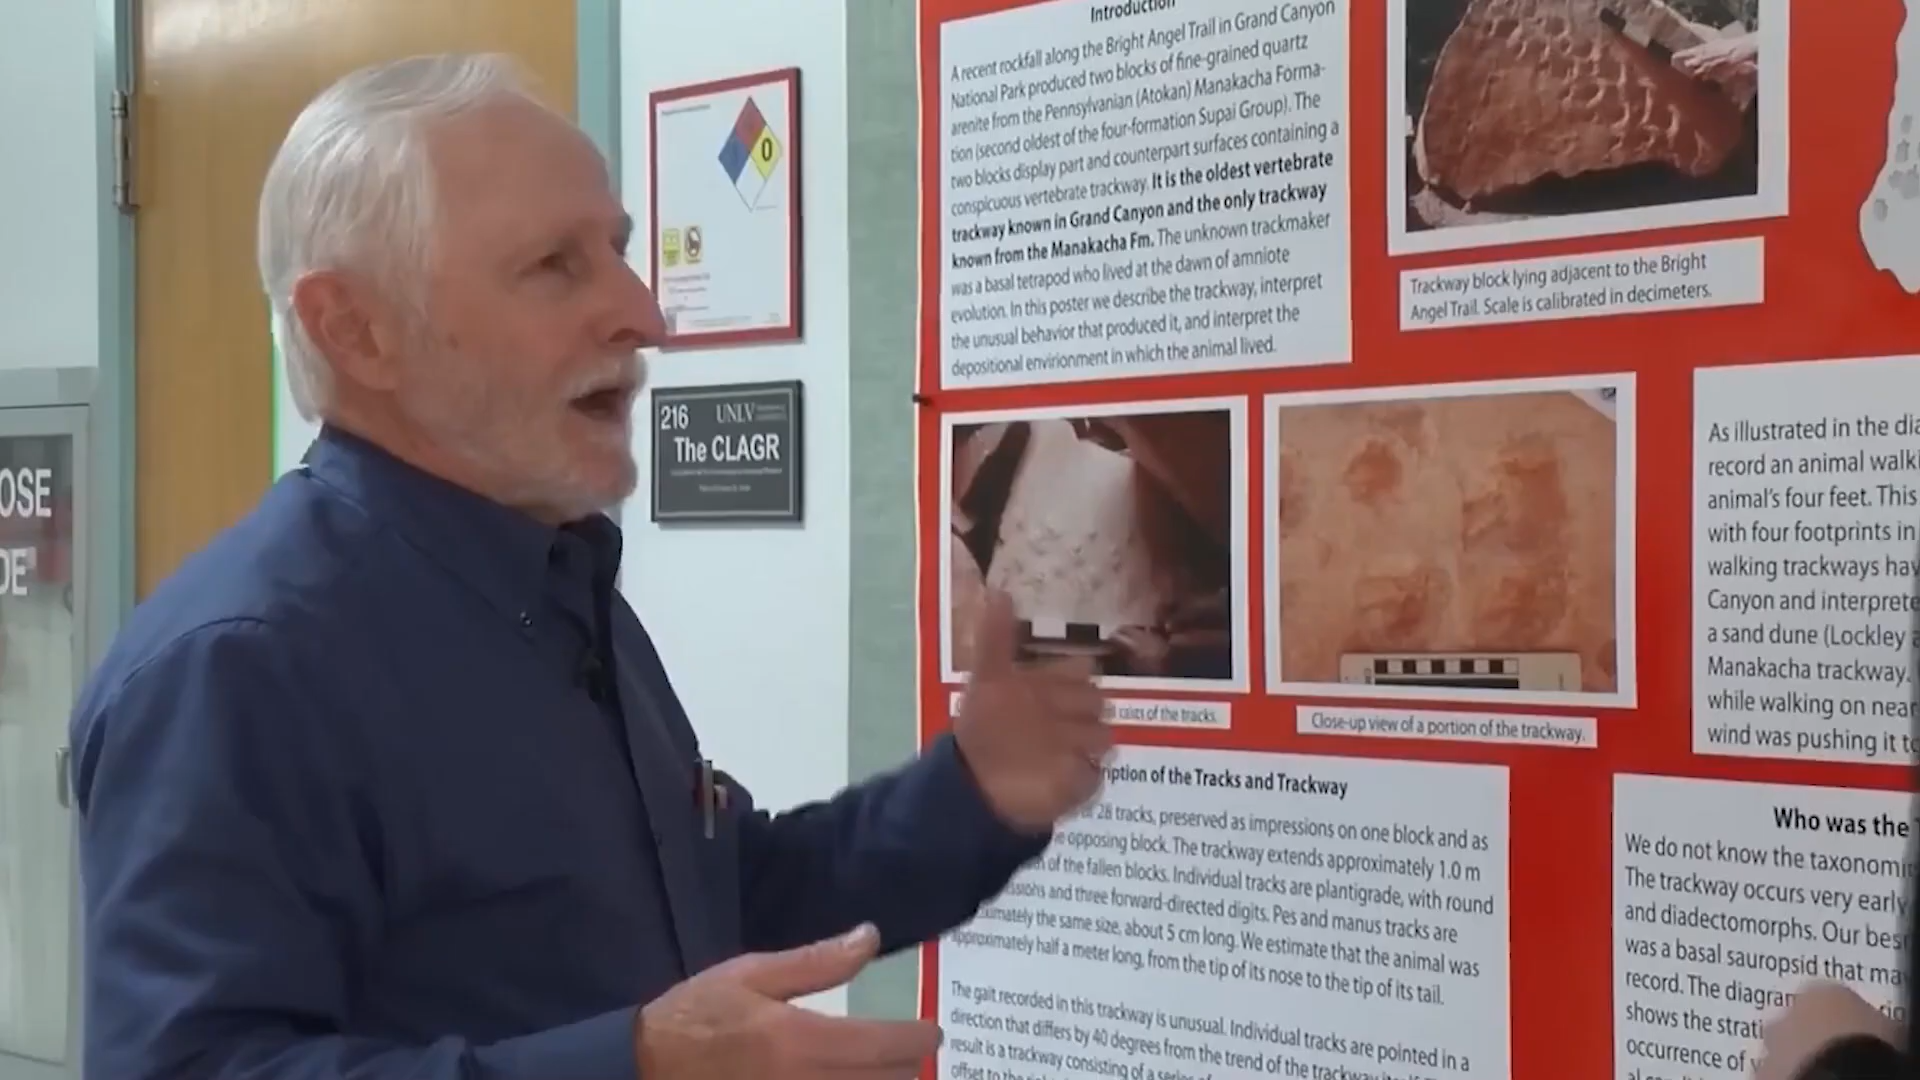 OSE
DE
0
216
UNLV
The CLAGR
Introduction
A recent rockfall along the Bright Angel Trail in Grand Canyon
National Park produced two blocks of fine-grained quartz
arenite from the Pennsylvanian (Atokan) Manakacha Forma-
tion (second oldest of the four-formation Supai Group). The
two blocks display part and counterpart surfaces containing a
conspicuous vertebrate trackway. It is the oldest vertebrate
trackway known in Grand Canyon and the only trackway
known from the Manakacha Fm. The unknown trackmaker
was a basal tetrapod who lived at the dawn of amniote
evolution. In this poster we describe the trackway, interpret
the unusual behavior that produced it, and interpret the
depositional envirionment in which the animal lived.
Trackway block lying adjacent to the Bright
Angel Trail. Scale is calibrated in decimeters.
casts of the tracks.
Close-up view of a portion of the trackway.
ription of the Tracks and Trackway
28 tracks, preserved as impressions on one block and as
opposing block. The trackway extends approximately 1.0 m
of the fallen blocks. Individual tracks are plantigrade, with round
and three forward-directed digits. Pes and manus tracks are
the same size, about 5 cm long. We estimate that the animal was
approximately half a meter long, from the tip of its nose to the tip of its tail.
The gait recorded in this trackway is unusual. Individual tracks are pointed in a
direction that differs by 40 degrees from the trend of the trackway
result is a trackway consisting of a series of
offset to the
As illustrated in the dia
record an animal walki
animal's four feet. This
with four footprints in
walking trackways hav
Canyon and interprete
a sand dune (Lockley a
Manakacha trackway.
while walking on near
wind was pushing it to
Who was the
We do not know the taxonomi
The trackway occurs very early
and diadectomorphs. Our bes
was a basal sauropsid that ma
record. The diagram
shows the strati
occurrence of